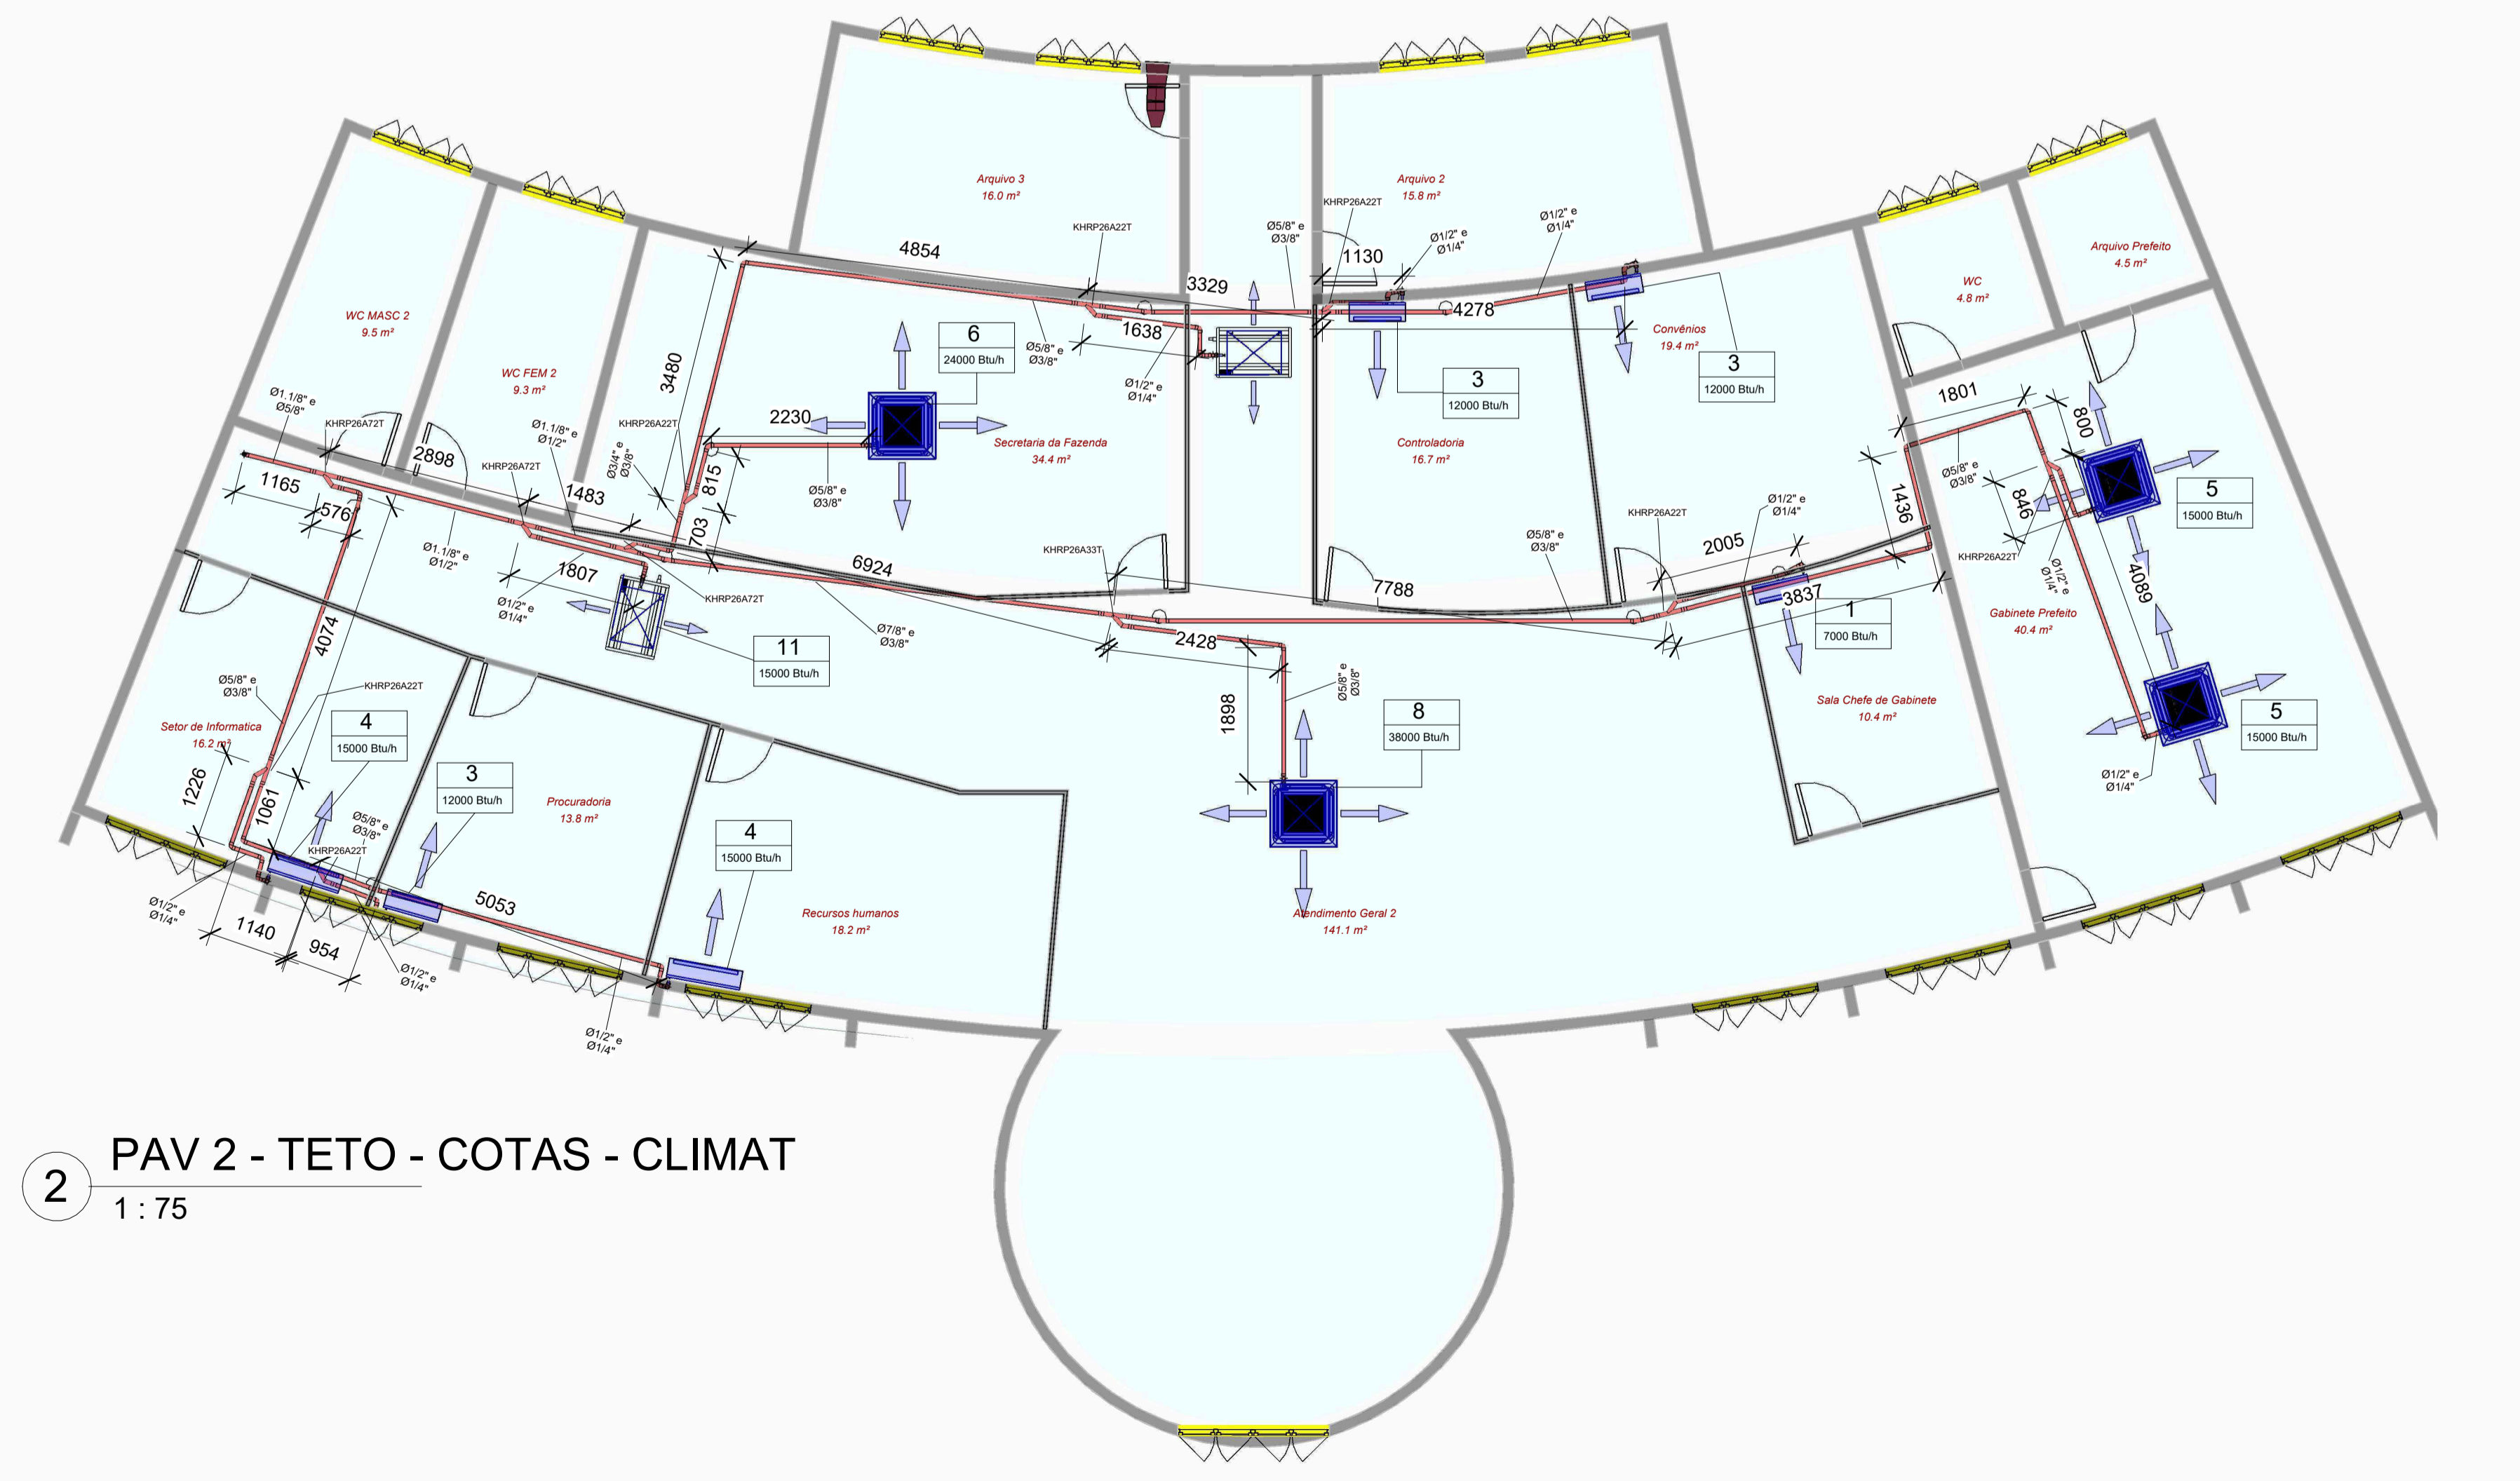 Arquivo 3
16.0 m²
Arquivo 2
15.8 m²
KHRP26A22T
Ø5/8" e
Ø3/8"
KHRP26A22T
Ø1/2" e
Ø1/4"
Ø1/2" e
Ø1/4"
4854
1130
3329
4278
1638
Arquivo Prefeito
4.5 m²
WC
4.8 m²
WC MASC 2
9.5 m²
WC FEM 2
9.3 m²
3480
6
24000 Btu/h
Ø5/8" e
Ø3/8"
Ø1/2" e
Ø1/4"
3
12000 Btu/h
Convênios
19.4 m²
3
12000 Btu/h
Ø1.1/8" e
Ø5/8"
KHRP26A72T
2898
Ø1.1/8" e
Ø1/2"
KHRP26A22T
2230
Secretaria da Fazenda
34.4 m²
Controladoria
16.7 m²
1801
800
Ø3/4" e
Ø3/8"
KHRP26A72T
1165
576
1483
815
703
Ø5/8" e
Ø3/8"
Ø5/8" e
Ø3/8"
846
1436
5
15000 Btu/h
KHRP26A22T
Ø1/2" e
Ø1/4"
KHRP26A22T
Ø1.1/8" e
Ø1/2"
1807
6924
KHRP26A33T
Ø5/8" e
Ø3/8"
2005
Ø1/2" e
Ø1/4"
4089
Ø1/2" e
Ø1/4"
KHRP26A72T
7788
3837
1
7000 Btu/h
Gabinete Prefeito
40.4 m²
4074
11
15000 Btu/h
Ø7/8" e
Ø3/8"
2428
Ø5/8" e
Ø3/8"
1898
Ø5/8" e
Ø3/8"
KHRP26A22T
Setor de Informatica
16.2 m²
4
15000 Btu/h
8
38000 Btu/h
Sala Chefe de Gabinete
10.4 m²
5
15000 Btu/h
Ø1/2" e
Ø1/4"
1226
1061
3
12000 Btu/h
Procuradoria
13.8 m²
4
15000 Btu/h
Ø5/8" e
Ø3/8"
KHRP26A22T
5053
Recursos humanos
18.2 m²
Atendimento Geral 2
141.1 m²
Ø1/2" e
Ø1/4"
1140
954
Ø1/2" e
Ø1/4"
Ø1/2" e
Ø1/4"
2
PAV 2 - TETO - COTAS - CLIMAT
1 : 75